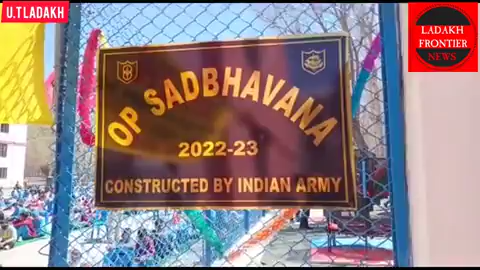 U.T LADAKH
LADAKH
FRONTIER
NEWS
OP SADBHAVANA
2022-23
CONSTRUCTED BY INDIAN ARMY